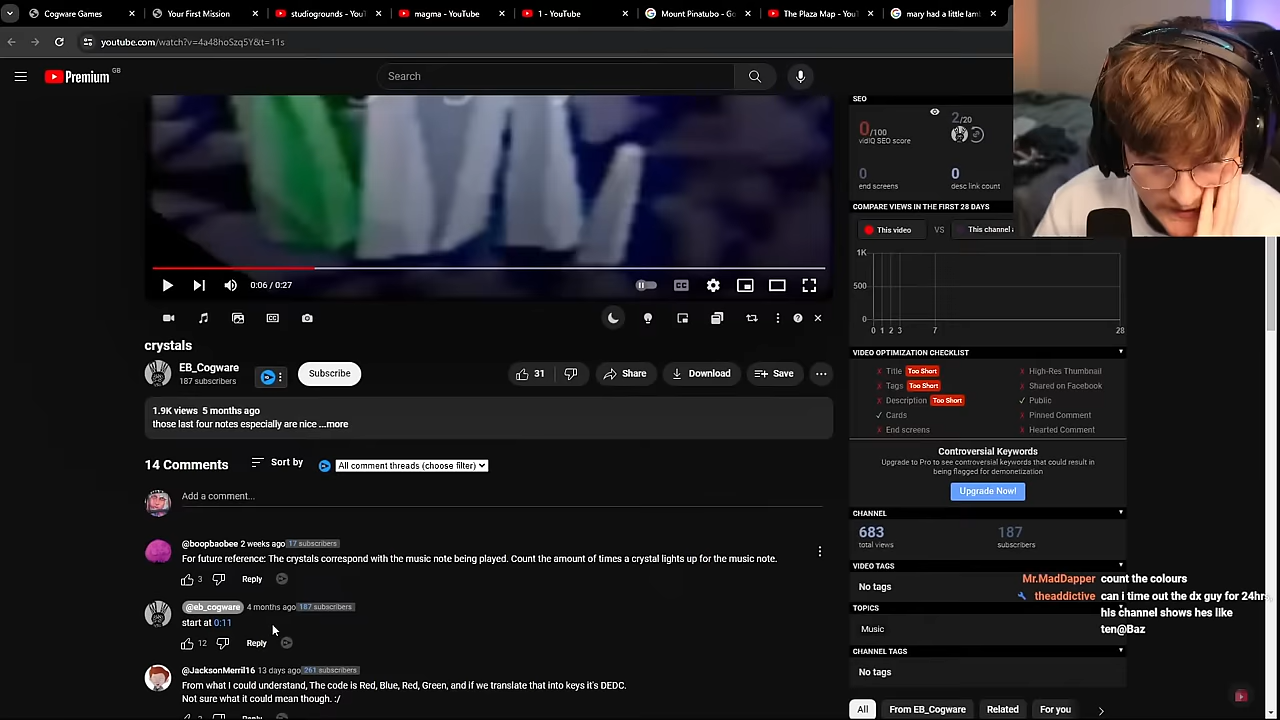 Cogware Games
Your First Mission
studiogrounds - You
magma - YouTube
1 - YouTube
Mount Pinatubo - Go
The Plaza Map - You
mary had a little lam
youtube.com/watch?v=4a48hoSzq5Y&t=11s
Premium GB
Search
SEO
0/100
vidIQ SEO score
2/20
0
end screens
0
desc link count
COMPARE VIEWS IN THE FIRST 28 DAYS
This video VS This channel a
1K
500
0
0 1 2 3 7 28
0:06 / 0:27
crystals
EB_Cogware
187 subscribers
Subscribe
31
Share
Download
Save
1.9K views 5 months ago
those last four notes especially are nice ...more
14 Comments
Sort by
All comment threads (choose filter)
Add a comment...
@boopbaobee 2 weeks ago 17 subscribers
For future reference: The crystals correspond with the music note being played. Count the amount of times a crystal lights up for the music note.
3 Reply
@eb_cogware 4 months ago 187 subscribers
start at 0:11
12 Reply
@JacksonMerril16 13 days ago 261 subscribers
From what I could understand, The code is Red, Blue, Red, Green, and if we translate that into keys it's DEDC.
Not sure what it could mean though. :/
VIDEO OPTIMIZATION CHECKLIST
Title Too Short
High-Res Thumbnail
Tags Too Short
Shared on Facebook
Description Too Short
Public
Cards
Pinned Comment
End screens
Hearted Comment
Controversial Keywords
Upgrade to Pro to see controversial keywords that could result in
being flagged for demonetization
Upgrade Now!
CHANNEL
683
total views
187
subscribers
VIDEO TAGS
No tags
TOPICS
Music
CHANNEL TAGS
No tags
Mr.MadDapper count the colours
theaddictive can i time out the dx guy for 24hrs,
his channel shows hes like
ten@Baz
All From EB_Cogware Related For you